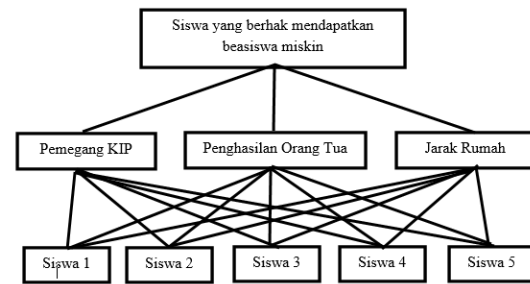 Siswa yang berhak mendapatkan
beasiswa miskin
Pemegang KIP
Penghasilan Orang Tua
Jarak Rumah
Siswa 1
Siswa 2
Siswa 3
Siswa 4
Siswa 5